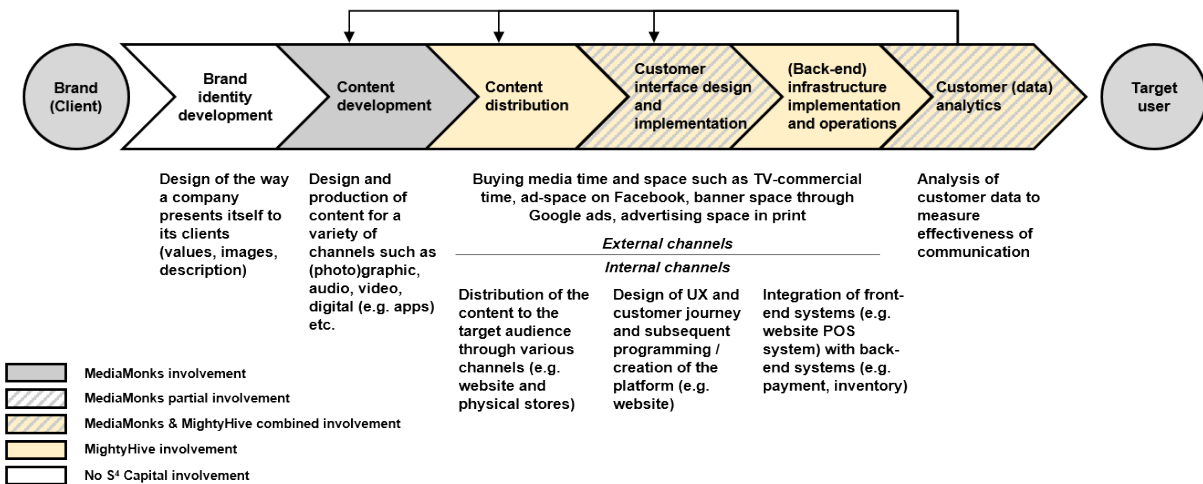 Brand
(Client)
Brand
identity
development
Content
development
Content
distribution
Customer
interface design
and
implementation
(Back-end)
infrastructure
implementation
and operations
Customer (data)
analytics
Target
user
Design of the way
a company
presents itself to
its clients
(values, images,
description)
Design and
production of
content for a
variety of
channels such as
(photo)graphic,
audio, video,
digital (e.g. apps)
etc.
Buying media time and space such as TV-commercial
time, ad-space on Facebook, banner space through
Google ads, advertising space in print
External channels
Internal channels
Distribution of the
content to the
target audience
through various
channels (e.g.
website and
physical stores)
Design of UX and
customer journey
and subsequent
programming /
creation of the
platform (e.g.
website)
Integration of front-
end systems (e.g.
website POS
system) with back-
end systems (e.g.
payment, inventory)
Analysis of
customer data to
measure
effectiveness of
communication
MediaMonks involvement
MediaMonks partial involvement
MediaMonks & MightyHive combined involvement
MightyHive involvement
No S⁴ Capital involvement